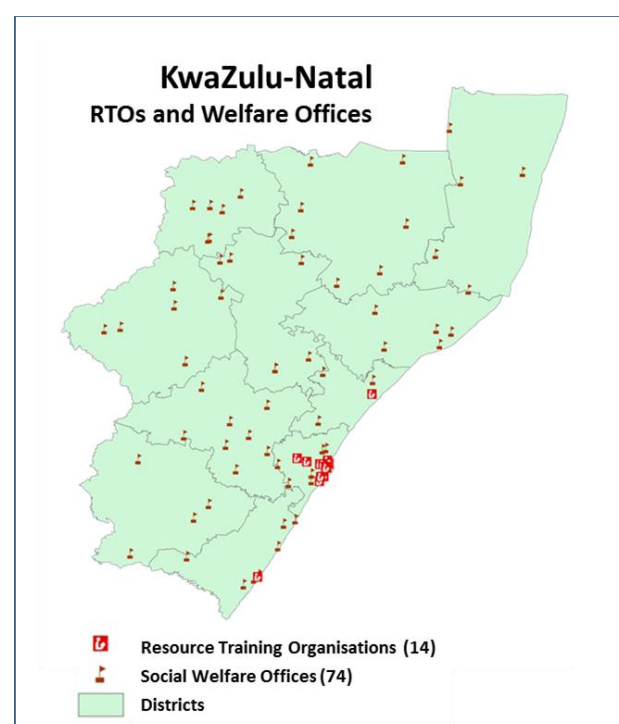 KwaZulu-Natal
RTOs and Welfare Offices
Resource Training Organisations (14)
Social Welfare Offices (74)
Districts